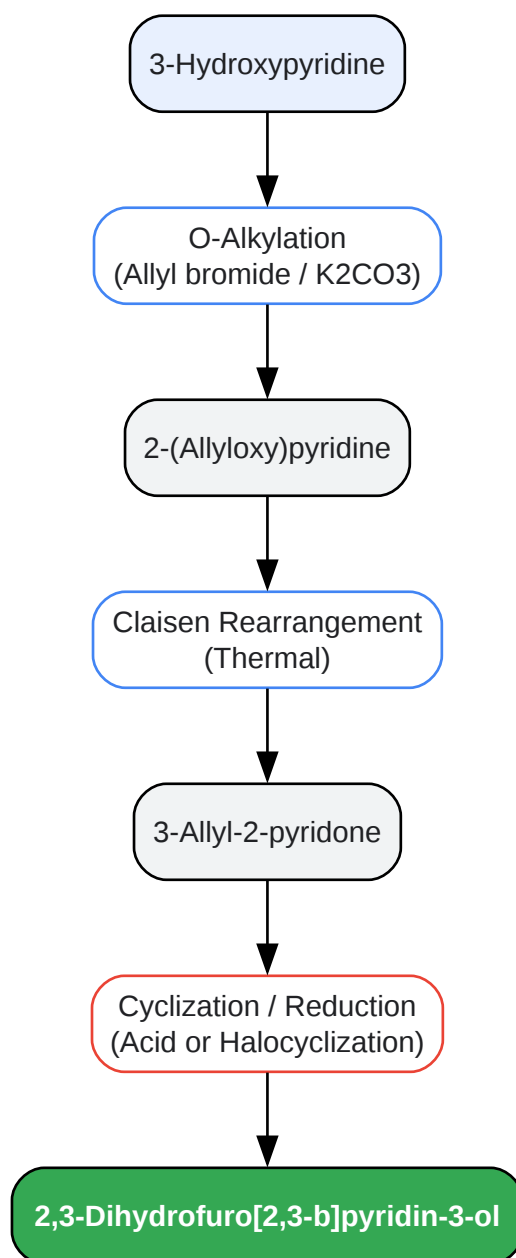 3-Hydroxypyridine
O-Alkylation
(Allyl bromide / K2CO3)
2-(Allyloxy)pyridine
Claisen Rearrangement
(Thermal)
3-Allyl-2-pyridone
Cyclization / Reduction
(Acid or Halocyclization)
2,3-Dihydrofuro[2,3-b]pyridin-3-ol